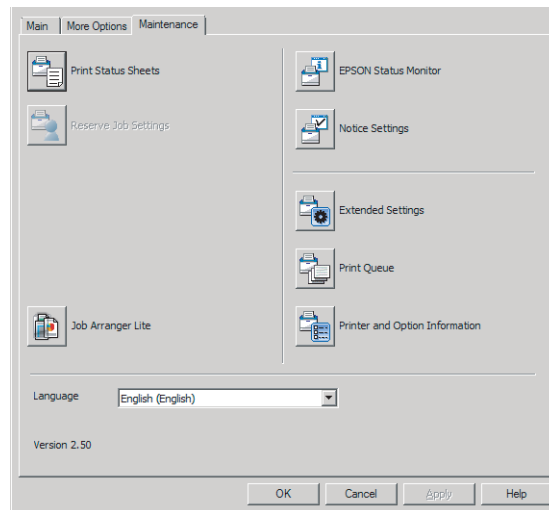 Main More Options Maintenance
Print Status Sheets
EPSON Status Monitor
Reserve Job Settings
Notice Settings
Extended Settings
Print Queue
Job Arranger Lite
Printer and Option Information
Language English (English)
Version 2.50
OK Cancel Apply Help